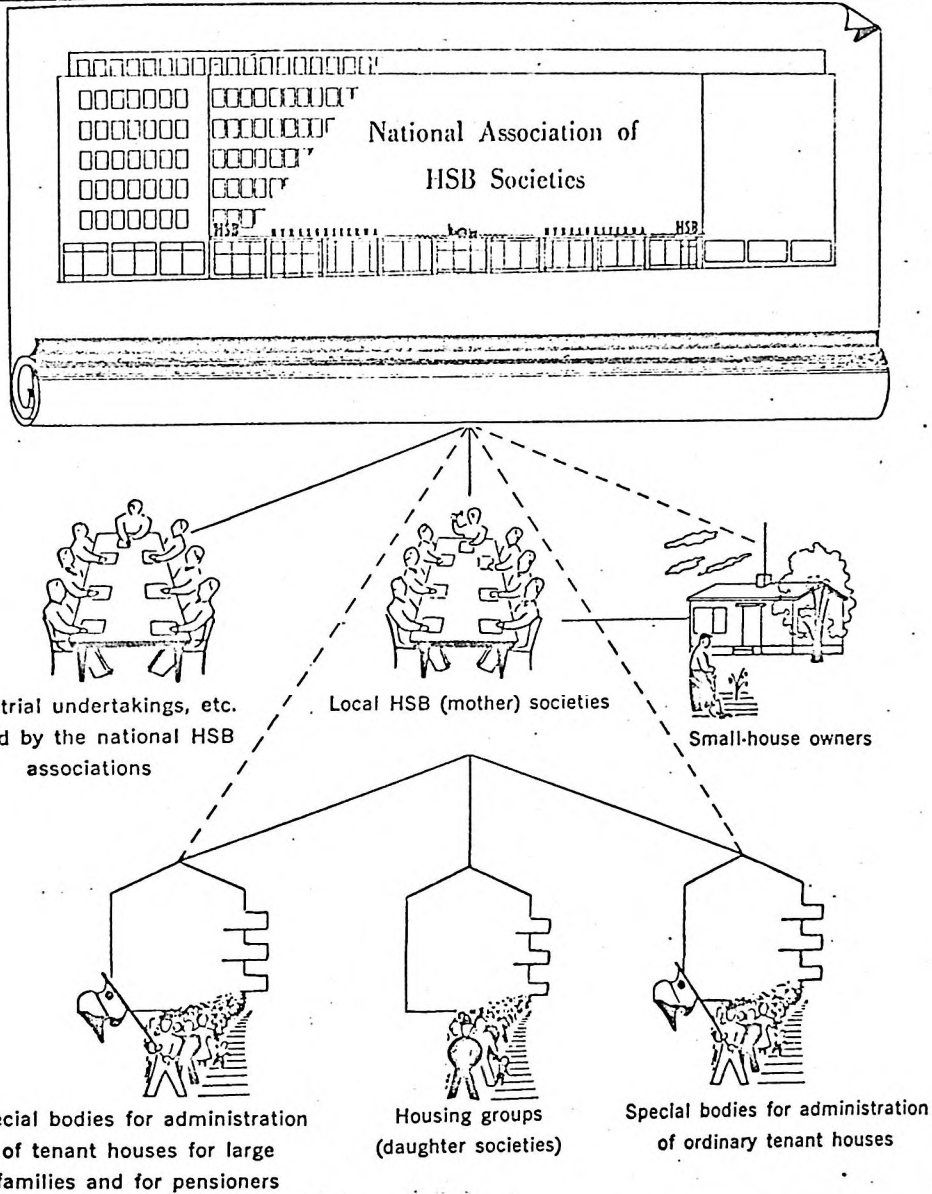 National Association of
HSB Societies
HSB HSB
trial undertakings, etc.
d by the national HSB
associations
Local HSB (mother) societies
Small-house owners
ecial bodies for administration
of tenant houses for large
families and for pensioners
Housing groups
(daughter societies)
Special bodies for administration
of ordinary tenant houses